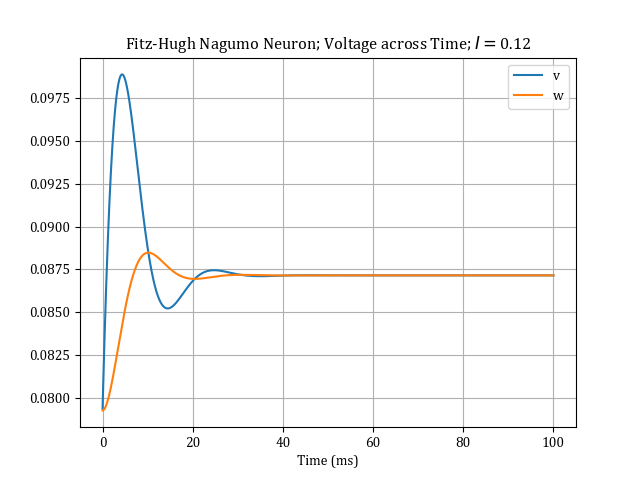 Fitz-Hugh Nagumo Neuron; Voltage across Time; I = 0.12
v
w
0.0975
0.0950
0.0925
0.0900
0.0875
0.0850
0.0825
0.0800
0 20 40 60 80 100
Time (ms)